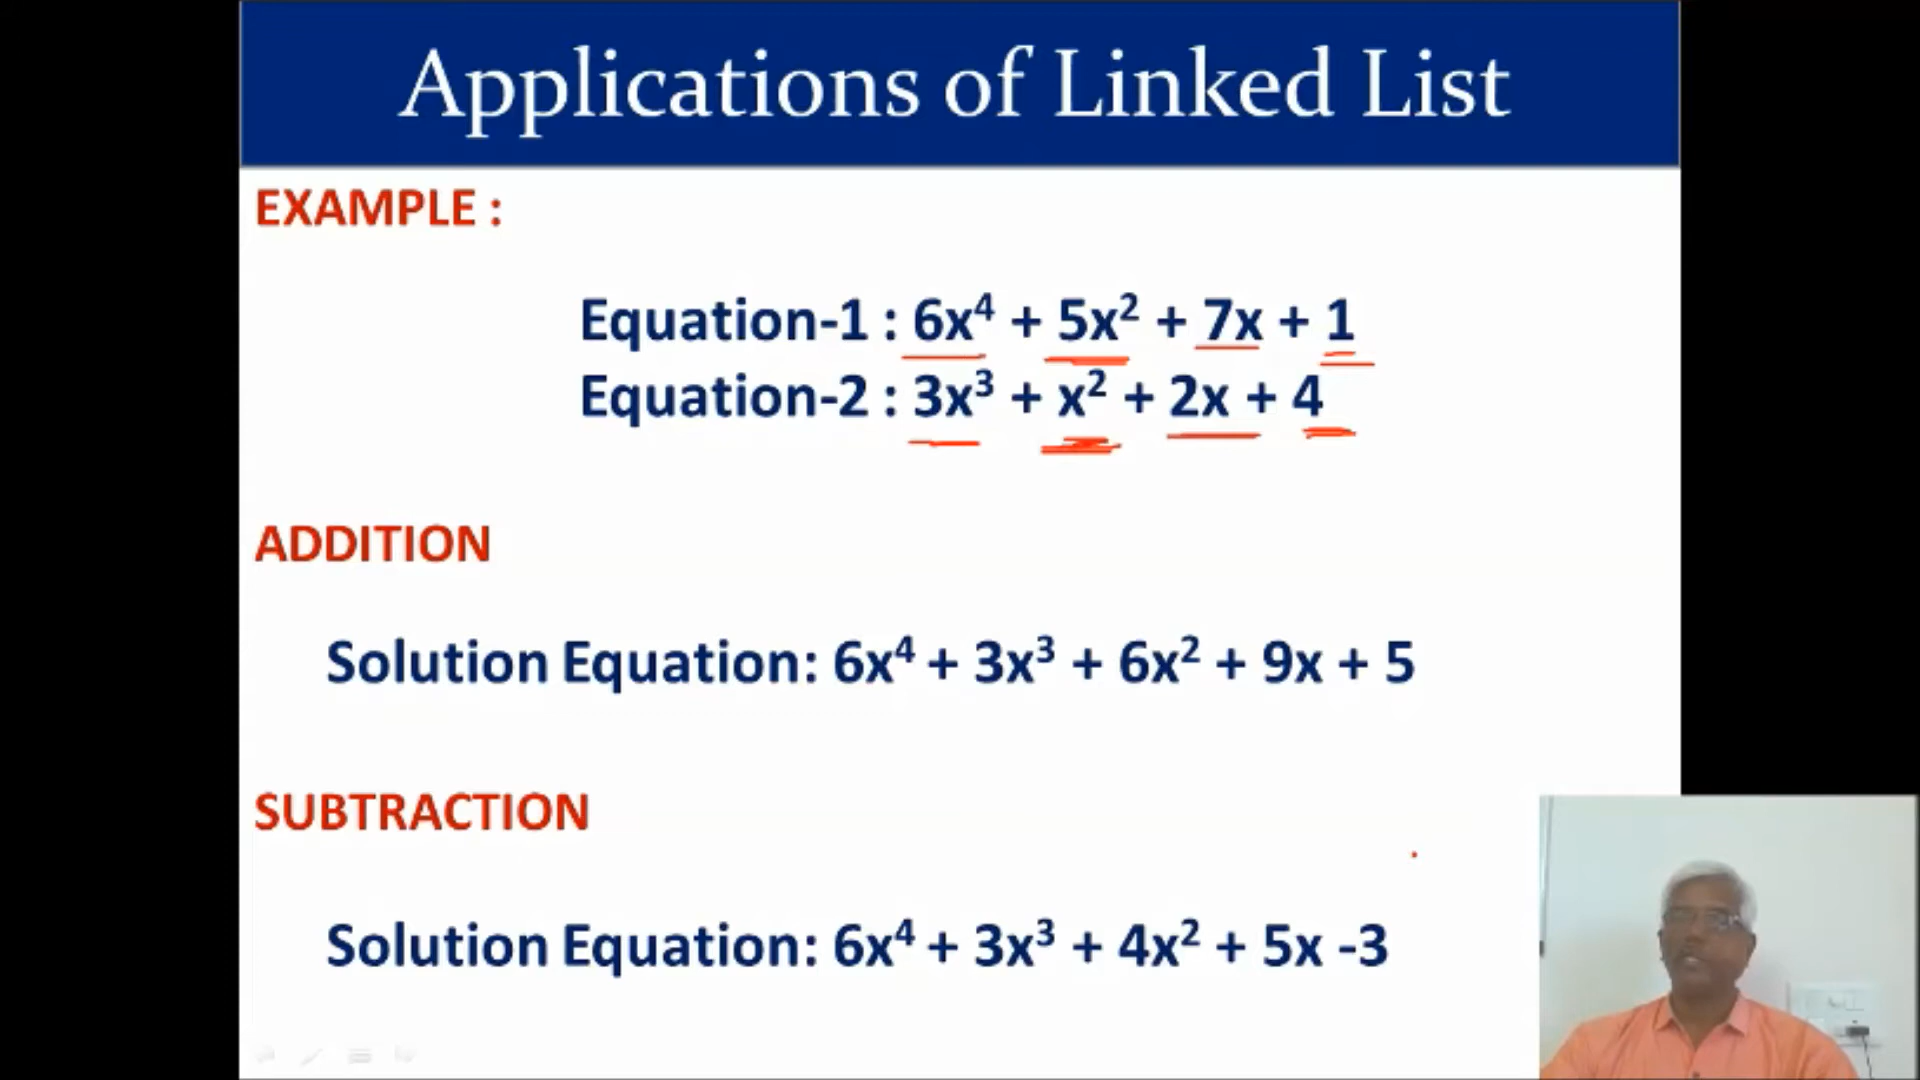 Applications of Linked List
EXAMPLE :
Equation-1 : 6x⁴ + 5x² + 7x + 1
Equation-2 : 3x³ + x² + 2x + 4
ADDITION
Solution Equation: 6x⁴ + 3x³ + 6x² + 9x + 5
SUBTRACTION
Solution Equation: 6x⁴ + 3x³ + 4x² + 5x -3